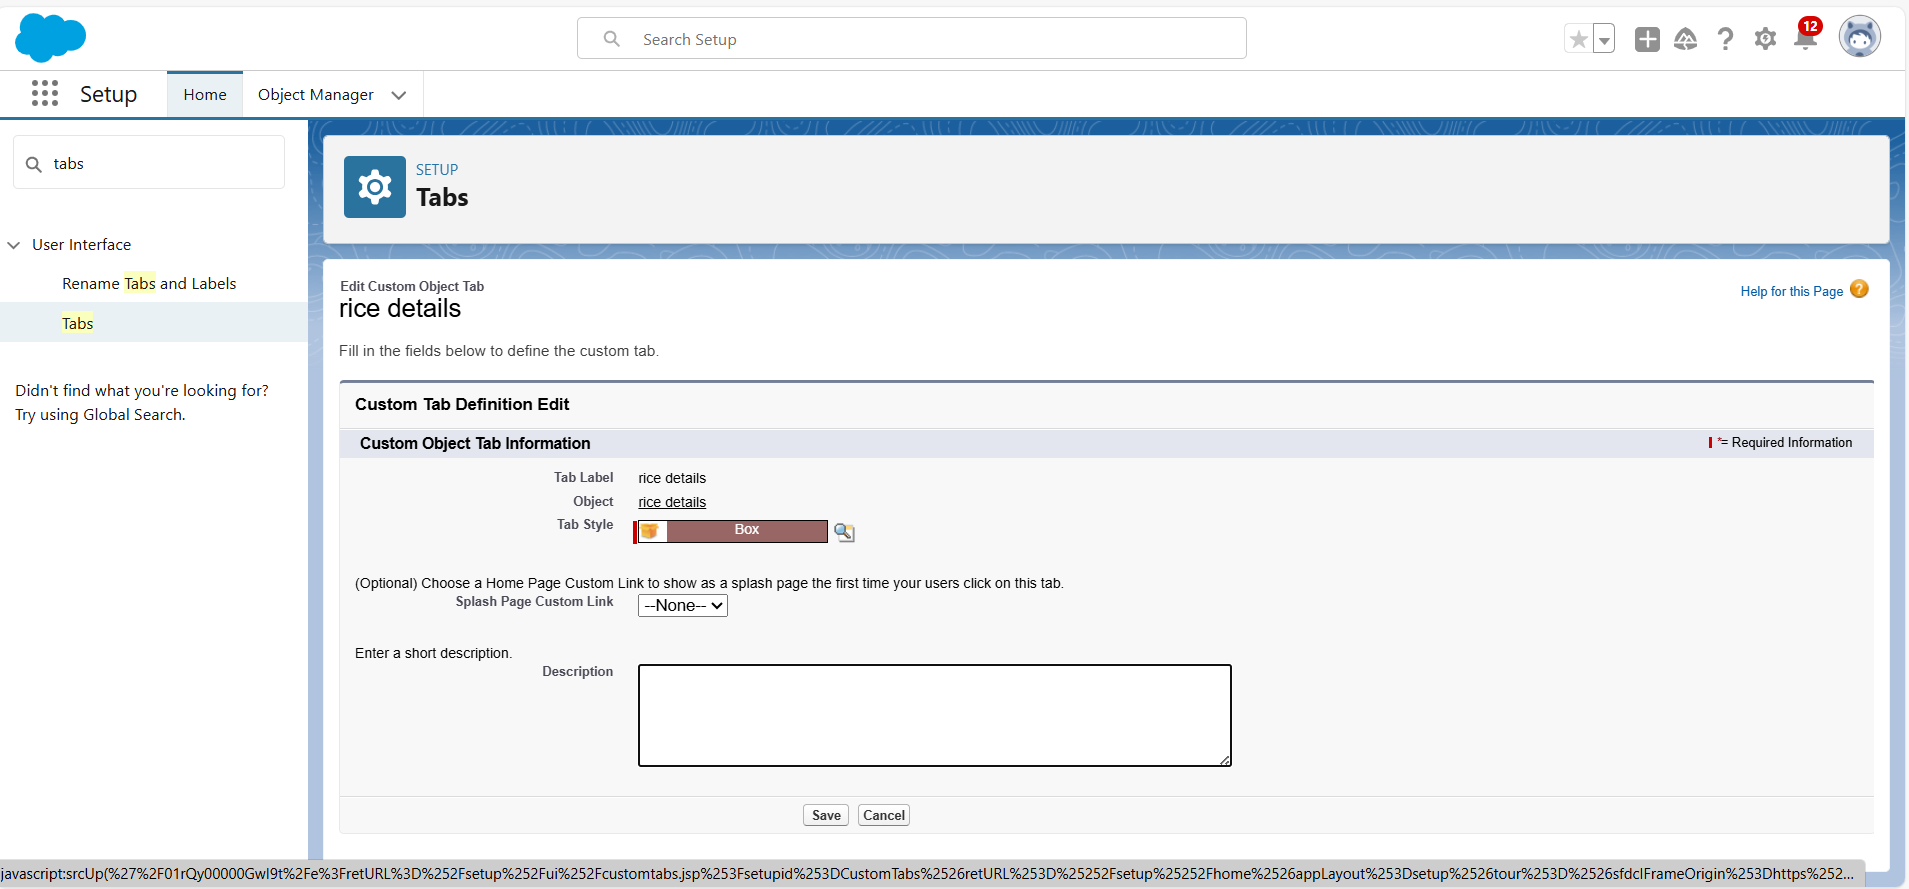 Search Setup
12
Setup
Home
Object Manager
tabs
User Interface
Rename Tabs and Labels
Tabs
Didn't find what you're looking for?
Try using Global Search.
SETUP
Tabs
Edit Custom Object Tab
rice details
Help for this Page ?
Fill in the fields below to define the custom tab.
Custom Tab Definition Edit
Custom Object Tab Information
*= Required Information
Tab Label rice details
Object rice details
Tab Style Box
(Optional) Choose a Home Page Custom Link to show as a splash page the first time your users click on this tab.
Splash Page Custom Link --None--
Enter a short description.
Description
Save Cancel
javascript:srcUp(%27%2F01rQy00000Gwl9t%2Fe%3FretURL%3D%252Fsetup%252Fui%252Fcustomtabs.jsp%253Fsetupid%253DCustomTabs%2526retURL%253D%25252Fsetup%25252Fhome%2526appLayout%253Dsetup%2526tour%253D%2526sfdcIFrameOrigin%253Dhttps%252...